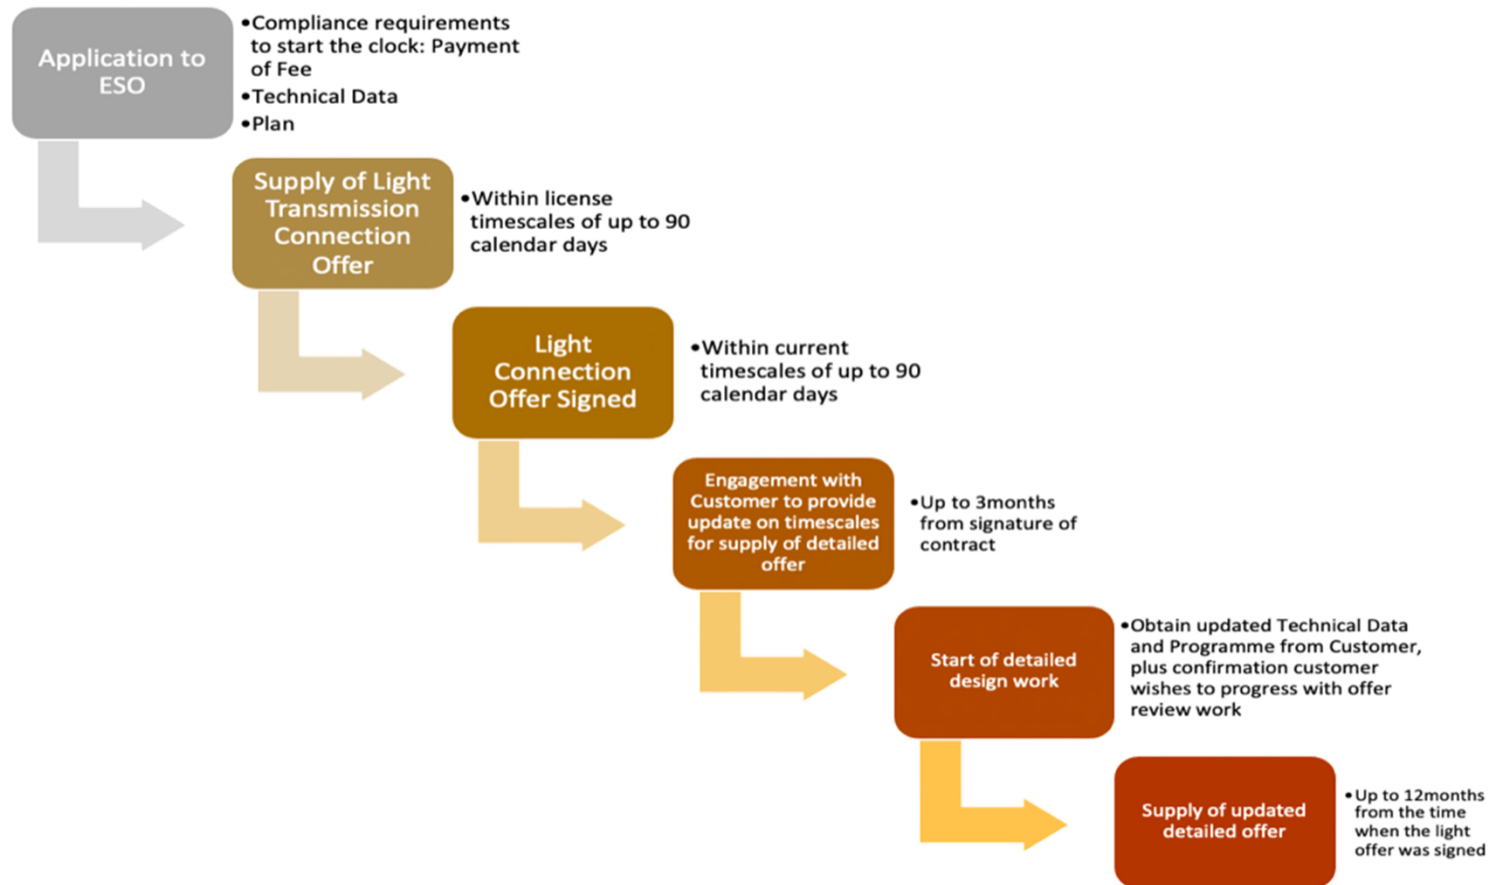 Application to
ESO
•Compliance requirements
to start the clock: Payment
of Fee
•Technical Data
•Plan
Supply of Light
Transmission
Connection
Offer
•Within license
timescales of up to 90
calendar days
Light
Connection
Offer Signed
•Within current
timescales of up to 90
calendar days
Engagement with
Customer to provide
update on timescales
for supply of detailed
offer
•Up to 3months
from signature of
contract
Start of detailed
design work
•Obtain updated Technical Data
and Programme from Customer,
plus confirmation customer
wishes to progress with offer
review work
Supply of updated
detailed offer
•Up to 12months
from the time
when the light
offer was signed